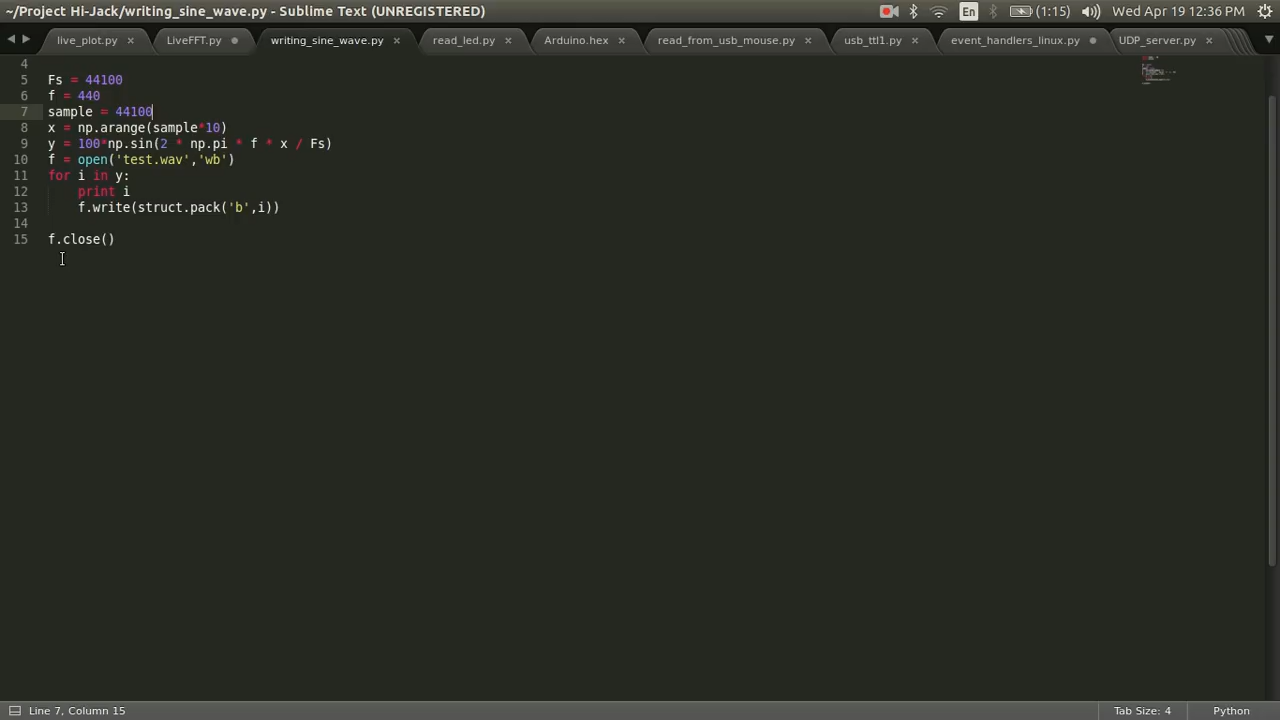 ~/Project Hi-Jack/writing_sine_wave.py - Sublime Text (UNREGISTERED)
En
(1:15)
Wed Apr 19 12:36 PM
live_plot.py
LiveFFT.py
writing_sine_wave.py
read_led.py
Arduino.hex
read_from_usb_mouse.py
usb_ttl1.py
event_handlers_linux.py
UDP_server.py
4
5 Fs = 44100
6 f = 440
7 sample = 44100
8 x = np.arange(sample*10)
9 y = 100*np.sin(2 * np.pi * f * x / Fs)
10 f = open('test.wav','wb')
11 for i in y:
12 print i
13 f.write(struct.pack('b',i))
14
15 f.close()
Line 7, Column 15
Tab Size: 4
Python